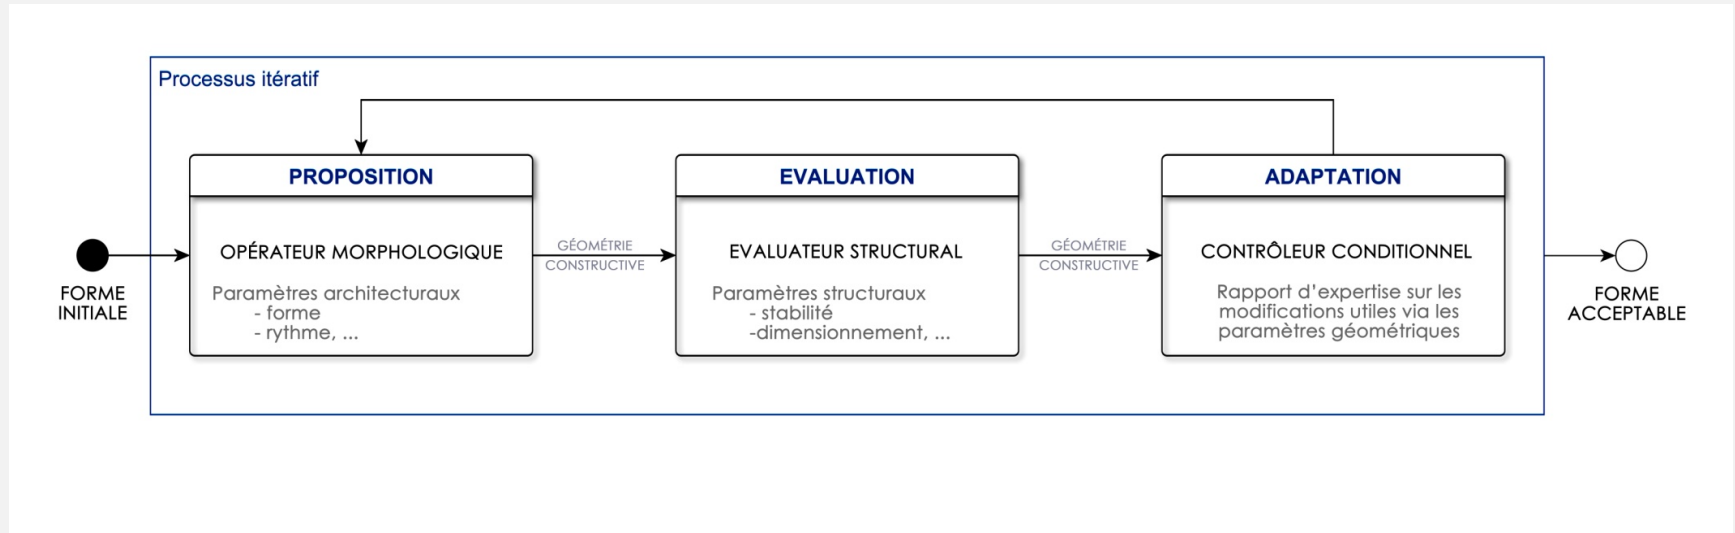 Processus itératif
PROPOSITION
EVALUATION
ADAPTATION
FORME
INITIALE
OPÉRATEUR MORPHOLOGIQUE
Paramètres architecturaux
- forme
- rythme, ...
GÉOMÉTRIE
CONSTRUCTIVE
EVALUATEUR STRUCTURAL
Paramètres structuraux
- stabilité
-dimensionnement, ...
GÉOMÉTRIE
CONSTRUCTIVE
CONTRÔLEUR CONDITIONNEL
Rapport d’expertise sur les
modifications utiles via les
paramètres géométriques
FORME
ACCEPTABLE